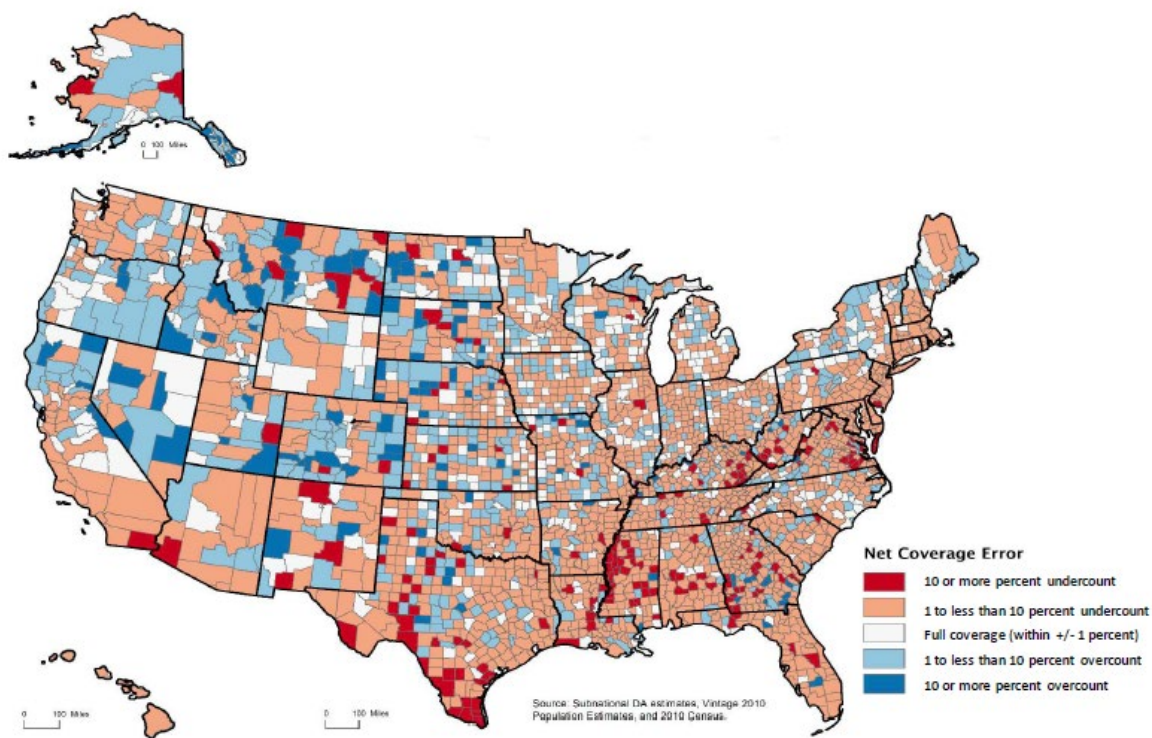 0 100 Miles
Net Coverage Error
10 or more percent undercount
1 to less than 10 percent undercount
Full coverage (within +/- 1 percent)
1 to less than 10 percent overcount
10 or more percent overcount
Source: Subnational DA estimates, Vintage 2010
Population Estimates, and 2010 Census.
0 100 Miles
0 100 Miles